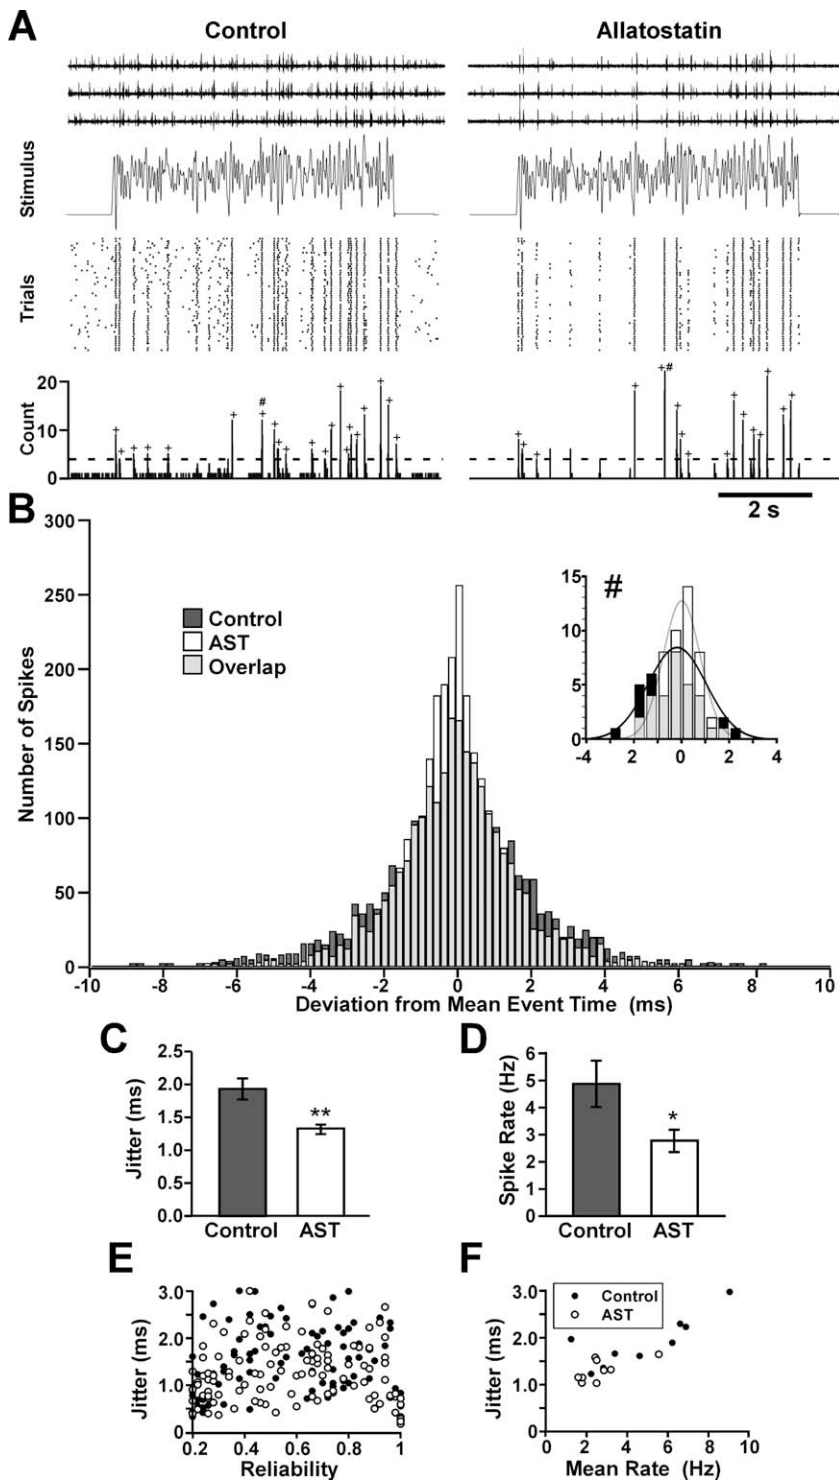 A
Control
Allatostatin
Stimulus
Trials
Count
20
10
0
#
+#
2 s
B
300
250
200
150
100
50
0
Number of Spikes
Control
AST
Overlap
#
15
10
5
0
-4 2 0 2 4
-10 -8 -6 -4 -2 0 2 4 6 8 10
Deviation from Mean Event Time (ms)
C
Jitter (ms)
2.5
2.0
1.5
1.0
0.5
0.0
**
Control AST
D
Spike Rate (Hz)
6
5
4
3
2
1
0
*
Control AST
E
Jitter (ms)
3.0
2.0
1.0
0
0.2 0.4 0.6 0.8 1
Reliability
F
Jitter (ms)
3.0
2.0
1.0
0
Control
AST
0 2 4 6 8 10
Mean Rate (Hz)